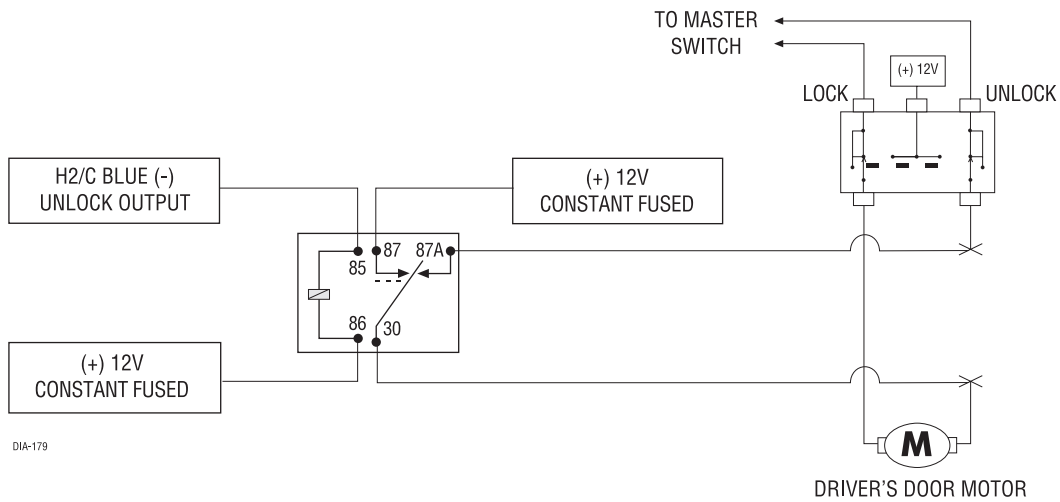 TO MASTER
SWITCH
(+) 12V
LOCK
UNLOCK
H2/C BLUE (-)
UNLOCK OUTPUT
(+) 12V
CONSTANT FUSED
85
87
87A
86
30
(+) 12V
CONSTANT FUSED
DIA-179
M
DRIVER'S DOOR MOTOR